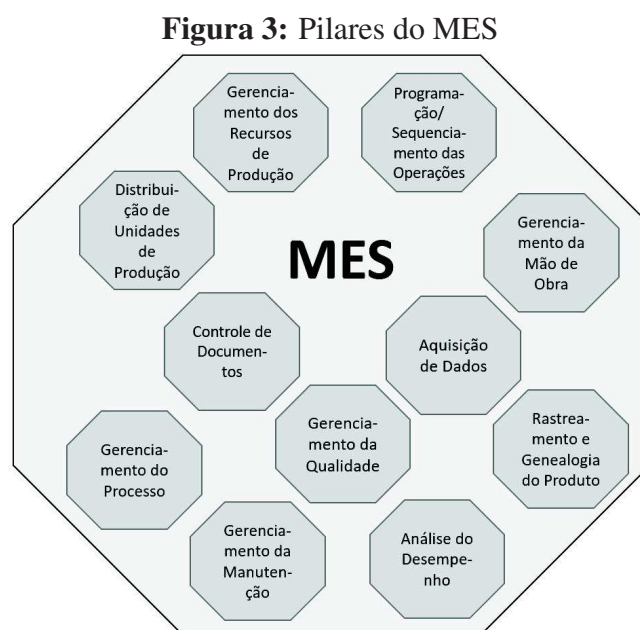 Figura 3: Pilares do MES
Gerencia-
mento dos
Recursos
de
Produção
Programa-
ção/
Sequencia-
mento das
Operações
Distribui-
ção de
Unidades
de
Produção
MES
Gerencia-
mento da
Mão de
Obra
Controle de
Documen-
tos
Aquisição
de Dados
Gerencia-
mento do
Processo
Gerencia-
mento da
Qualidade
Rastrea-
mento e
Genealogia
do Produto
Gerencia-
mento da
Manuten-
ção
Análise do
Desempe-
nho